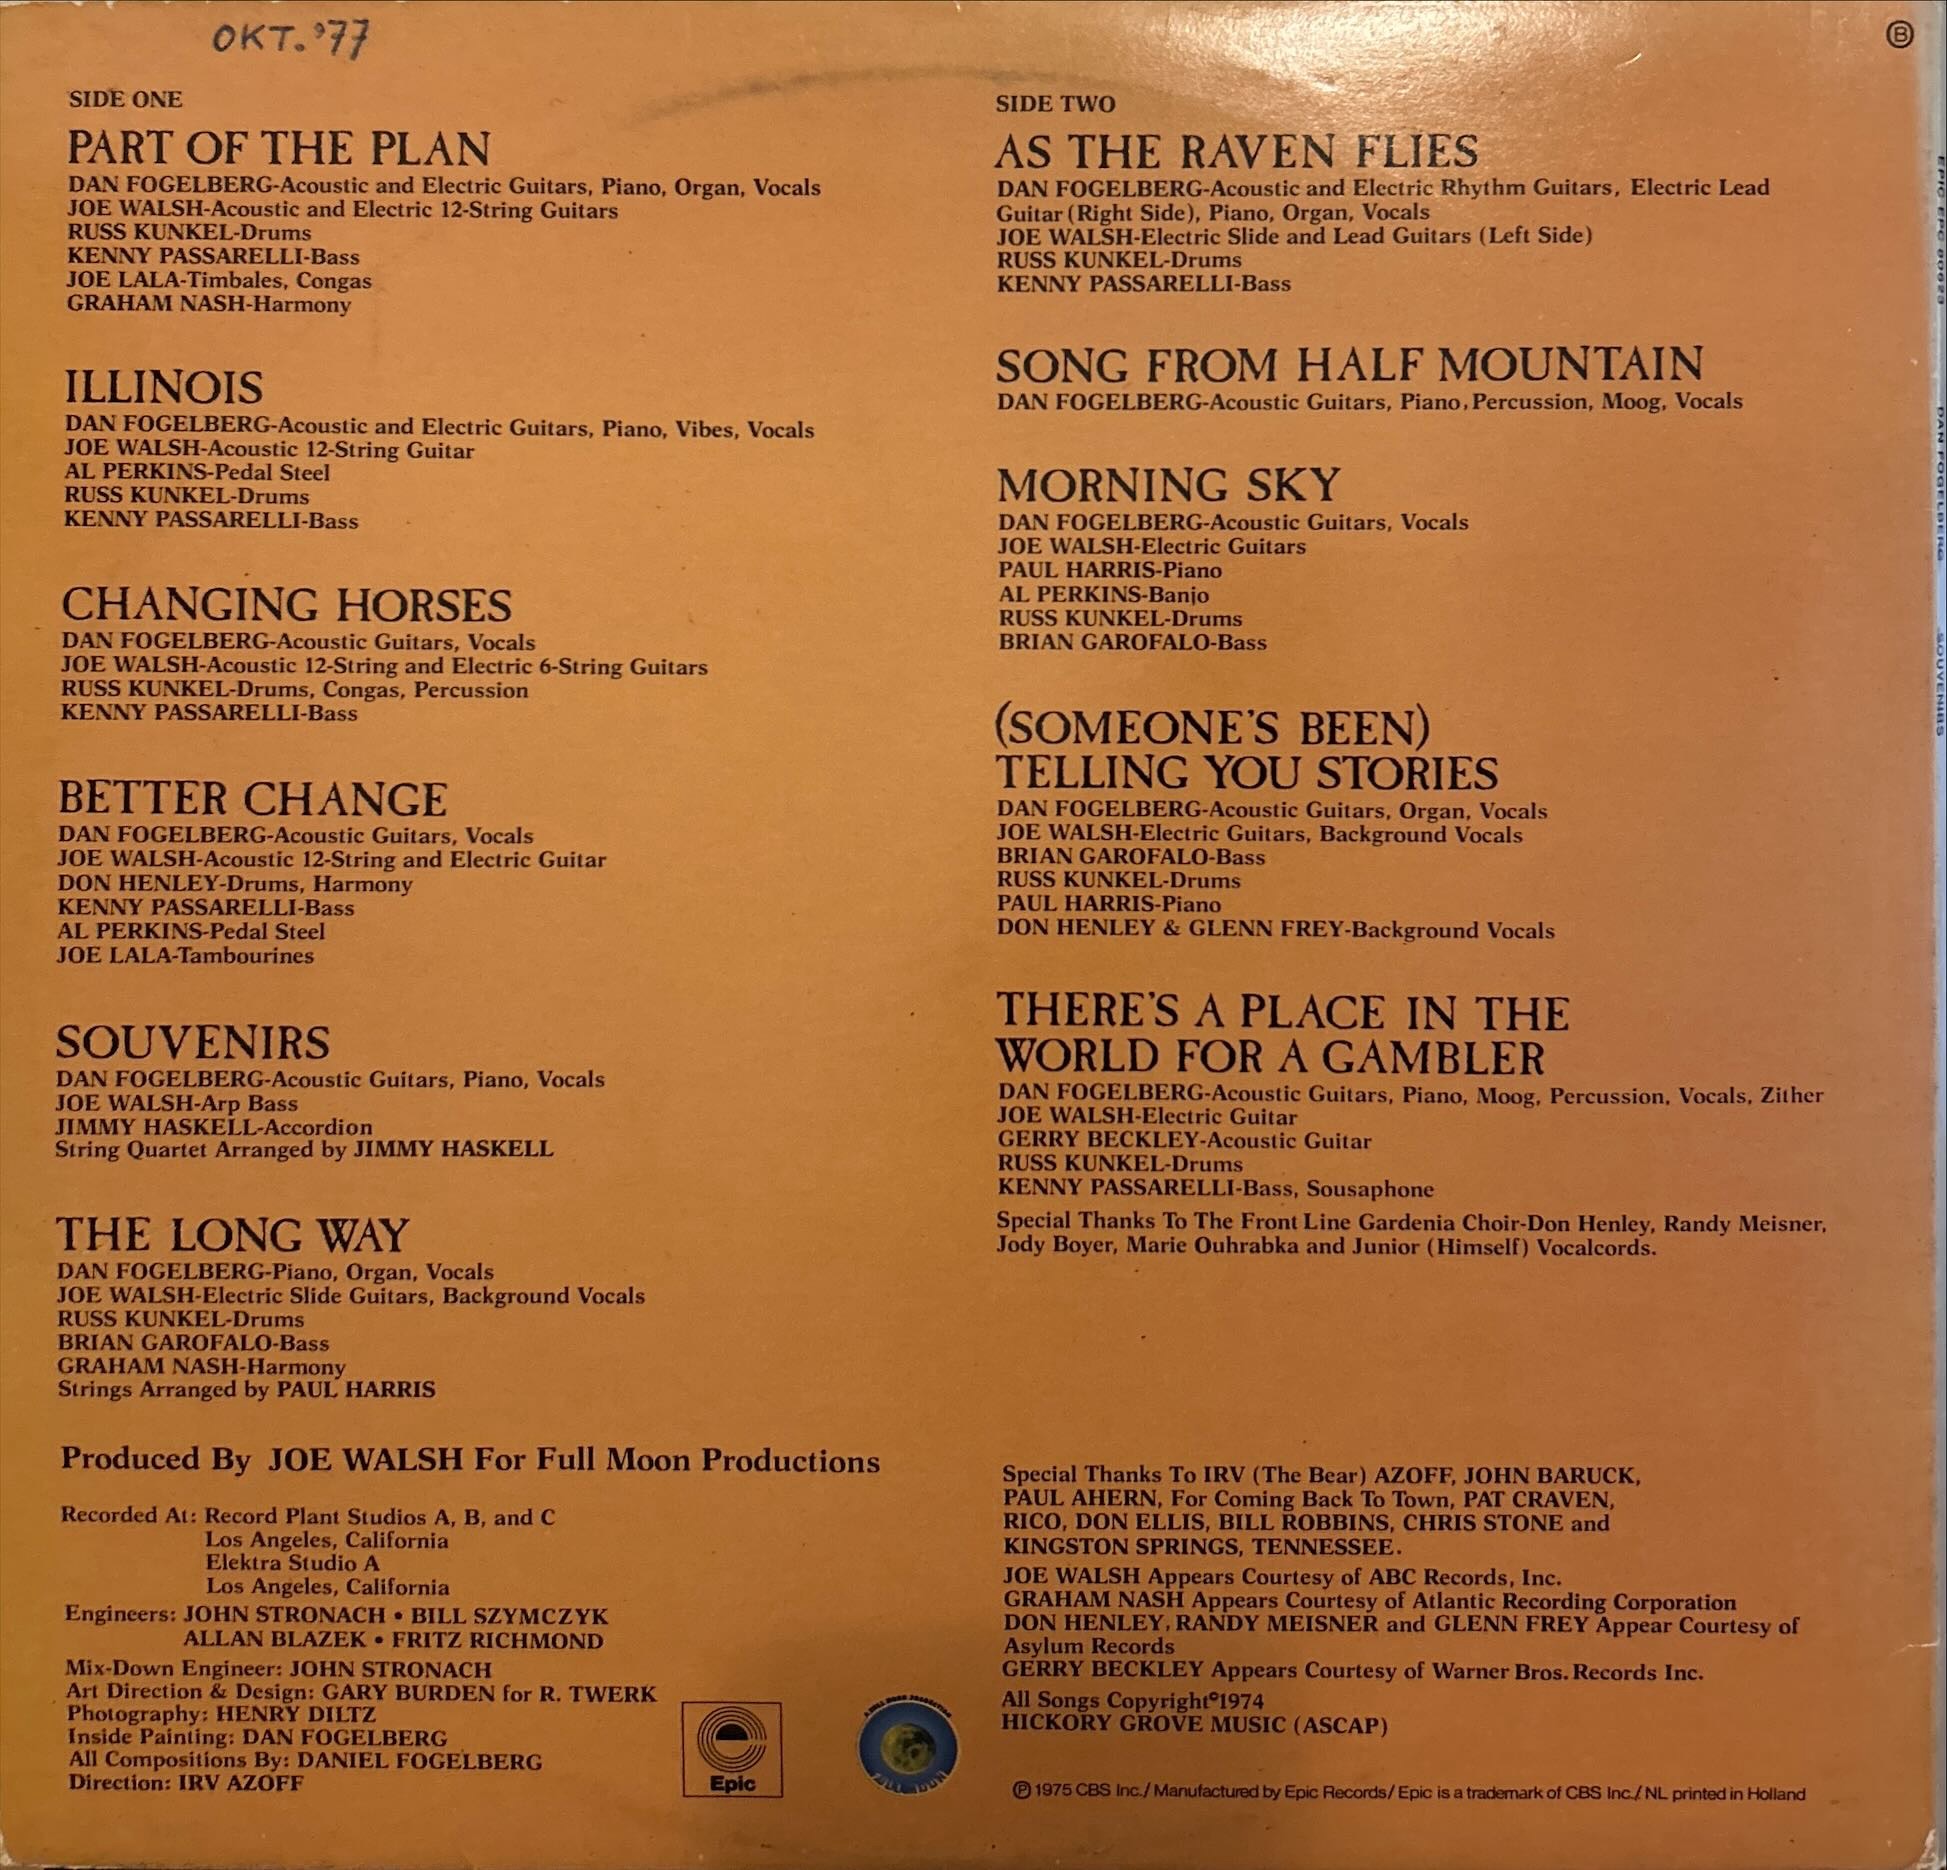 OKT. '77
B
SIDE ONE
PART OF THE PLAN
DAN FOGELBERG-Acoustic and Electric Guitars, Piano, Organ, Vocals
JOE WALSH-Acoustic and Electric 12-String Guitars
RUSS KUNKEL-Drums
KENNY PASSARELLI-Bass
JOE LALA-Timbales, Congas
GRAHAM NASH-Harmony
ILLINOIS
DAN FOGELBERG-Acoustic and Electric Guitars, Piano, Vibes, Vocals
JOE WALSH-Acoustic 12-String Guitar
AL PERKINS-Pedal Steel
RUSS KUNKEL-Drums
KENNY PASSARELLI-Bass
CHANGING HORSES
DAN FOGELBERG-Acoustic Guitars, Vocals
JOE WALSH-Acoustic 12-String and Electric 6-String Guitars
RUSS KUNKEL-Drums, Congas, Percussion
KENNY PASSARELLI-Bass
BETTER CHANGE
DAN FOGELBERG-Acoustic Guitars, Vocals
JOE WALSH-Acoustic 12-String and Electric Guitar
DON HENLEY-Drums, Harmony
KENNY PASSARELLI-Bass
AL PERKINS-Pedal Steel
JOE LALA-Tambourines
SOUVENIRS
DAN FOGELBERG-Acoustic Guitars, Piano, Vocals
JOE WALSH-Arp Bass
JIMMY HASKELL-Accordion
String Quartet Arranged by JIMMY HASKELL
THE LONG WAY
DAN FOGELBERG-Piano, Organ, Vocals
JOE WALSH-Electric Slide Guitars, Background Vocals
RUSS KUNKEL-Drums
BRIAN GAROFALO-Bass
GRAHAM NASH-Harmony
Strings Arranged by PAUL HARRIS
Produced By JOE WALSH For Full Moon Productions
Recorded At: Record Plant Studios A, B, and C
Los Angeles, California
Elektra Studio A
Los Angeles, California
Engineers: JOHN STRONACH • BILL SZYMCZYK
ALLAN BLAZEK • FRITZ RICHMOND
Mix-Down Engineer: JOHN STRONACH
Art Direction & Design: GARY BURDEN for R. TWERK
Photography: HENRY DILTZ
Inside Painting: DAN FOGELBERG
All Compositions By: DANIEL FOGELBERG
Direction: IRV AZOFF
Epic
A FULL MOON PRODUCTION
FULL MOON
SIDE TWO
AS THE RAVEN FLIES
DAN FOGELBERG-Acoustic and Electric Rhythm Guitars, Electric Lead
Guitar (Right Side), Piano, Organ, Vocals
JOE WALSH-Electric Slide and Lead Guitars (Left Side)
RUSS KUNKEL-Drums
KENNY PASSARELLI-Bass
SONG FROM HALF MOUNTAIN
DAN FOGELBERG-Acoustic Guitars, Piano, Percussion, Moog, Vocals
MORNING SKY
DAN FOGELBERG-Acoustic Guitars, Vocals
JOE WALSH-Electric Guitars
PAUL HARRIS-Piano
AL PERKINS-Banjo
RUSS KUNKEL-Drums
BRIAN GAROFALO-Bass
(SOMEONE'S BEEN)
TELLING YOU STORIES
DAN FOGELBERG-Acoustic Guitars, Organ, Vocals
JOE WALSH-Electric Guitars, Background Vocals
BRIAN GAROFALO-Bass
RUSS KUNKEL-Drums
PAUL HARRIS-Piano
DON HENLEY & GLENN FREY-Background Vocals
THERE'S A PLACE IN THE
WORLD FOR A GAMBLER
DAN FOGELBERG-Acoustic Guitars, Piano, Moog, Percussion, Vocals, Zither
JOE WALSH-Electric Guitar
GERRY BECKLEY-Acoustic Guitar
RUSS KUNKEL-Drums
KENNY PASSARELLI-Bass, Sousaphone
Special Thanks To The Front Line Gardenia Choir-Don Henley, Randy Meisner,
Jody Boyer, Marie Ouhrabka and Junior (Himself) Vocalcords.
Special Thanks To IRV (The Bear) AZOFF, JOHN BARUCK,
PAUL AHERN, For Coming Back To Town, PAT CRAVEN,
RICO, DON ELLIS, BILL ROBBINS, CHRIS STONE and
KINGSTON SPRINGS, TENNESSEE.
JOE WALSH Appears Courtesy of ABC Records, Inc.
GRAHAM NASH Appears Courtesy of Atlantic Recording Corporation
DON HENLEY, RANDY MEISNER and GLENN FREY Appear Courtesy of
Asylum Records
GERRY BECKLEY Appears Courtesy of Warner Bros. Records Inc.
All Songs Copyright©1974
HICKORY GROVE MUSIC (ASCAP)
℗ 1975 CBS Inc./ Manufactured by Epic Records/ Epic is a trademark of CBS Inc./ NL printed in Holland
DAN FOGELBERG
SOUVENIRS